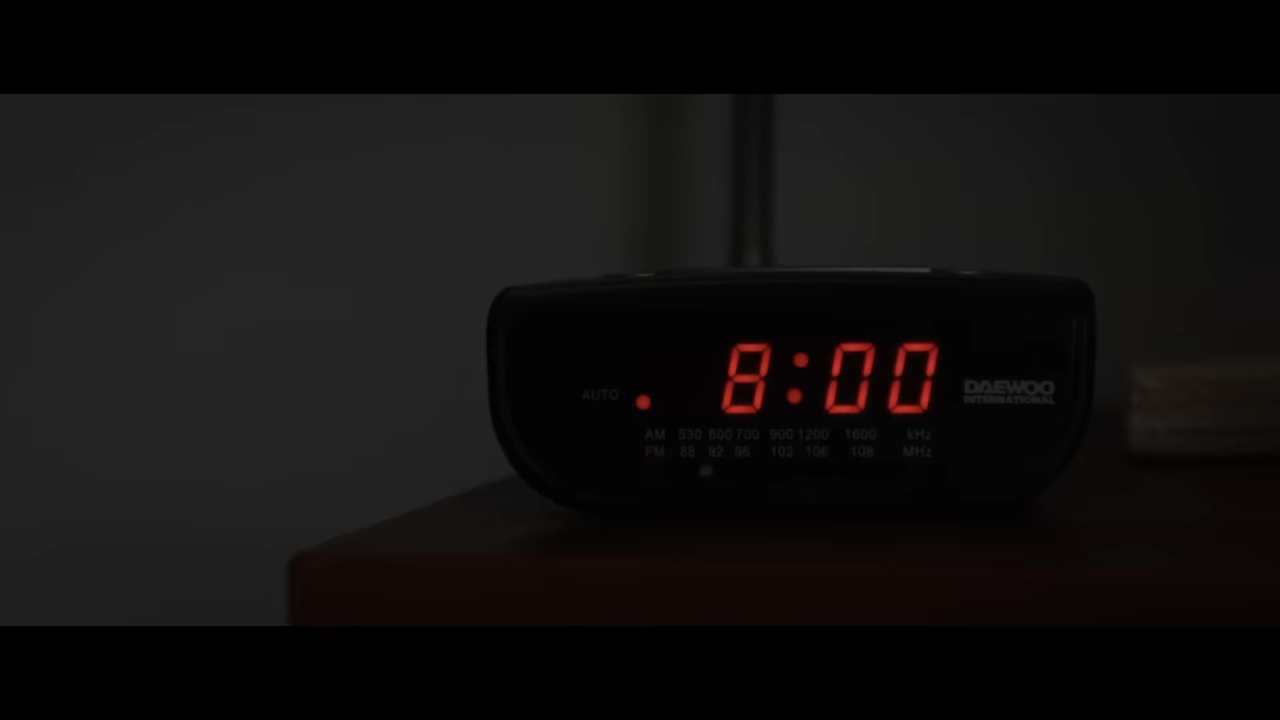 8:00
AUTO
DAEWOO
INTERNATIONAL
AM 530 600 700 900 1200 1600 kHz
FM 88 92 96 102 106 108 MHz